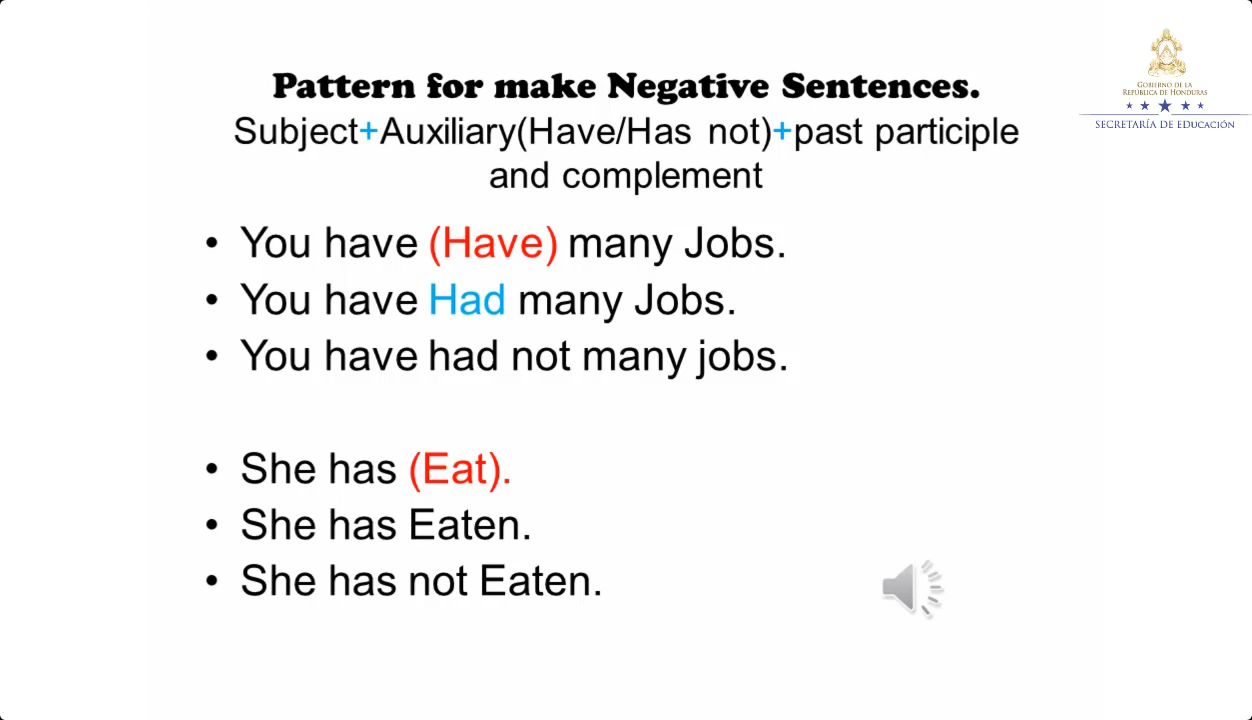 Pattern for make Negative Sentences.
Subject+Auxiliary(Have/Has not)+past participle
and complement
• You have (Have) many Jobs.
• You have Had many Jobs.
• You have had not many jobs.
• She has (Eat).
• She has Eaten.
• She has not Eaten.
GOBIERNO DE LA
REPÚBLICA DE HONDURAS
SECRETARÍA DE EDUCACIÓN